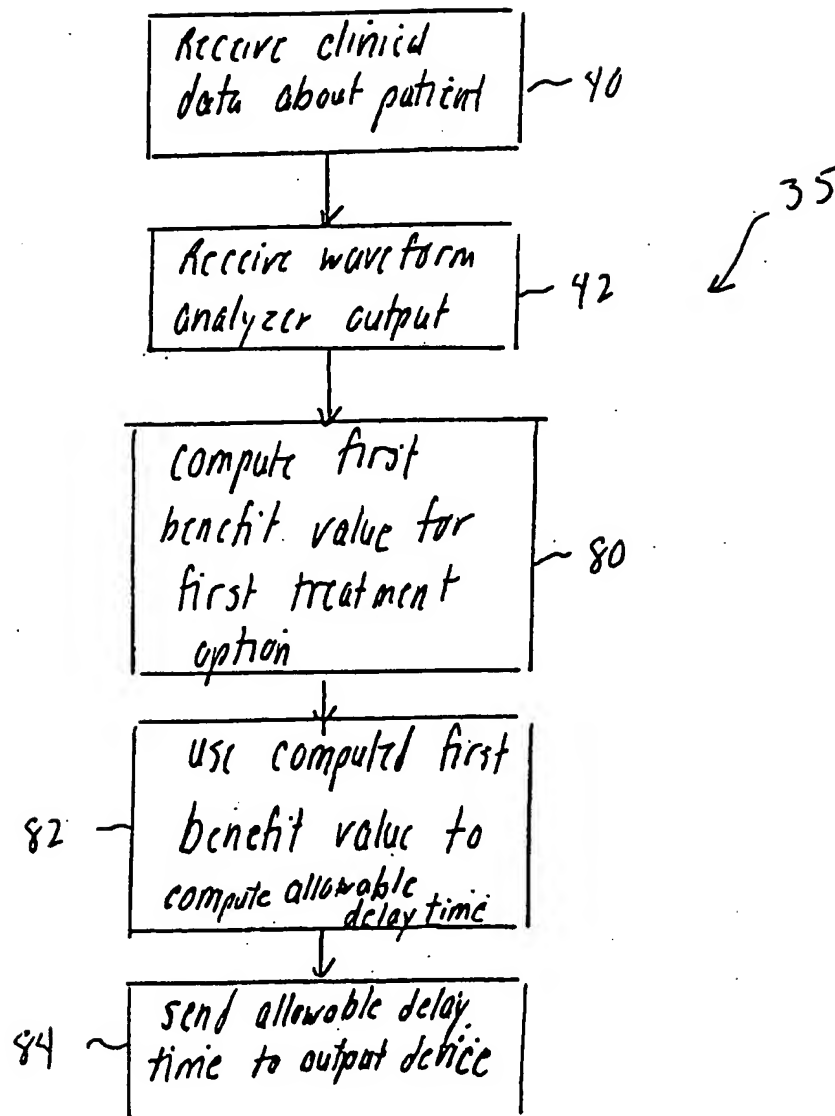 Receive clinical
data about patient
40
35
Receive waveform
analyzer output
42
compute first
benefit value for
first treatment
option
80
use computed first
benefit value to
compute allowable
delay time
82
send allowable delay
time to output device
84